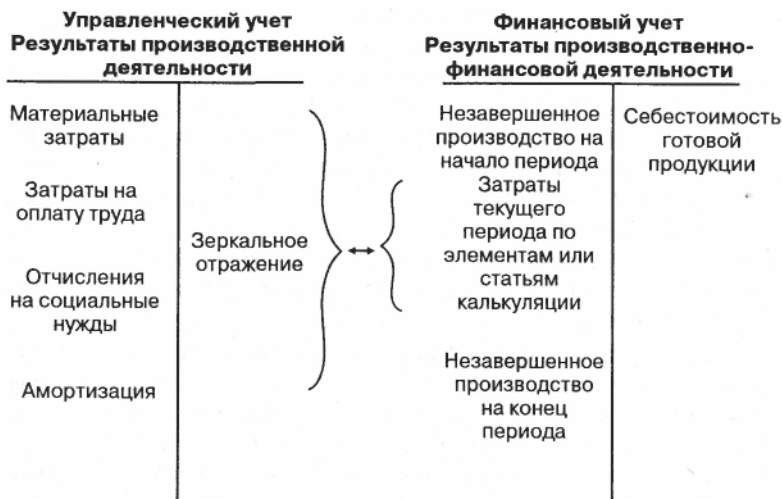 Управленческий учет
Результаты производственной
деятельности
Материальные
затраты
Затраты на
оплату труда
Отчисления
на социальные
нужды
Амортизация
Зеркальное
отражение
Финансовый учет
Результаты производственно-
финансовой деятельности
Незавершенное
производство на
начало периода
Затраты
текущего
периода по
элементам или
статьям
калькуляции
Незавершенное
производство
на конец
периода
Себестоимость
готовой
продукции